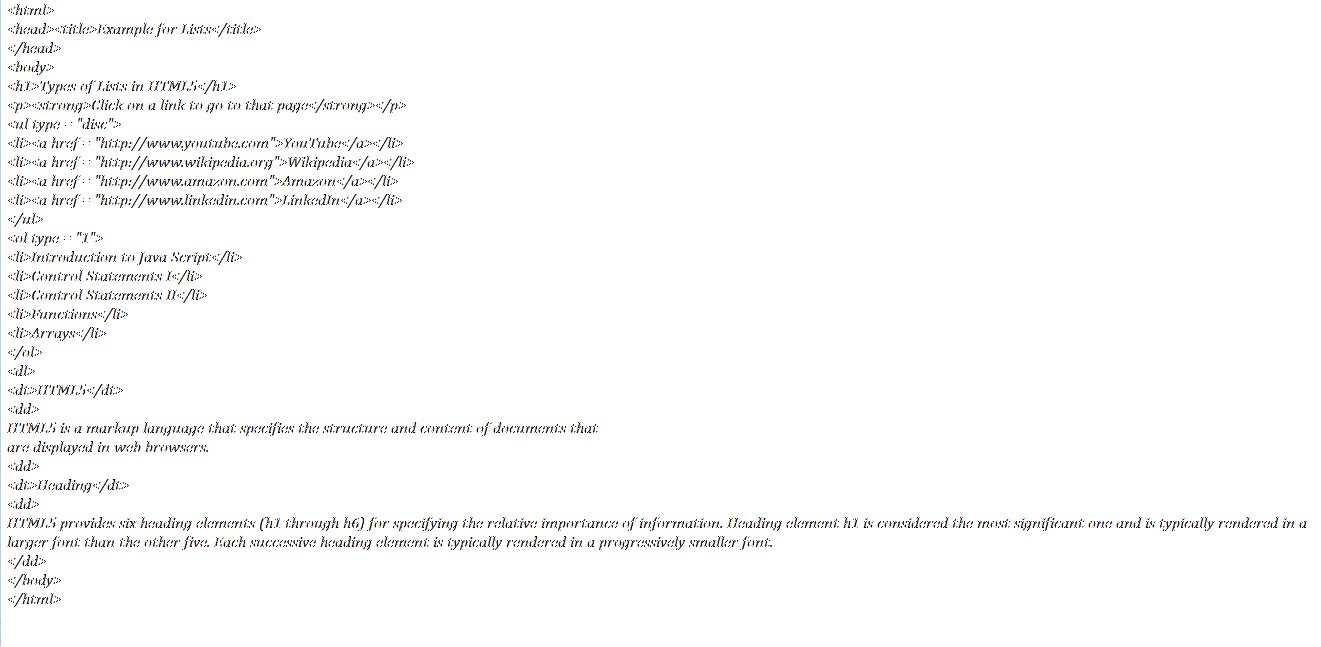 <html>
<head><title>Example for Lists</title>
</head>
<body>
<h1>Types of Lists in HTML5</h1>
<p><strong>Click on a link to go to that page</strong></p>
<ul type = "disc">
<li><a href = "http://www.youtube.com">YouTube</a></li>
<li><a href = "http://www.wikipedia.org">Wikipedia</a></li>
<li><a href = "http://www.amazon.com">Amazon</a></li>
<li><a href = "http://www.linkedin.com">LinkedIn</a></li>
</ul>
<ol type = "1">
<li>Introduction to Java Script</li>
<li>Control Statements I</li>
<li>Control Statements II</li>
<li>Functions</li>
<li>Arrays</li>
</ol>
<dl>
<dt>HTML5</dt>
<dd>
HTML5 is a markup language that specifies the structure and content of documents that
are displayed in web browsers.
<dd>
<dt>Heading</dt>
<dd>
HTML5 provides six heading elements (h1 through h6) for specifying the relative importance of information. Heading element h1 is considered the most significant one and is typically rendered in a
larger font than the other five. Each successive heading element is typically rendered in a progressively smaller font.
</dd>
</body>
</html>